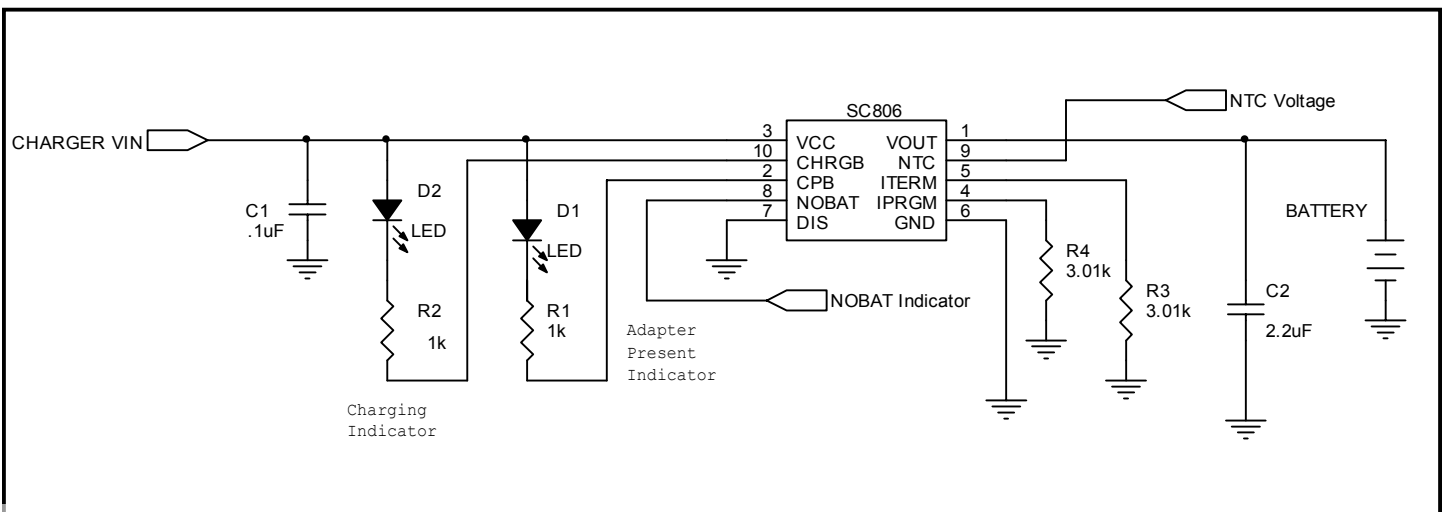 SC806
NTC Voltage
CHARGER VIN
3 VCC VOUT 1
10 CHRGB NTC 9
2 CPB ITERM 5
8 NOBAT IPRGM 4
7 DIS GND 6
C1
.1uF
D2
LED
D1
LED
BATTERY
R4
3.01k
R3
3.01k
C2
2.2uF
NOBAT Indicator
R2
1k
R1
1k
Adapter
Present
Indicator
Charging
Indicator